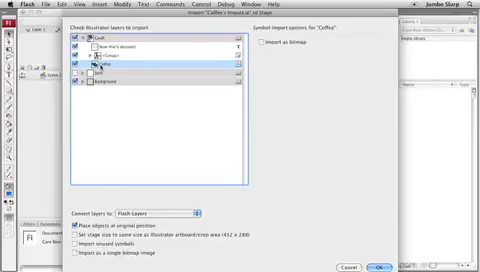 Flash File Edit View Insert Modify Text Commands Control Debug Window Help Jumbo Slurp
Import "Coffee's Impact.ai" to Stage
Check Illustrator layers to import
Symbol import options for "Coffee"
Import as bitmap
<Group>
Coffee
Background
Convert layers to: Flash Layers
Place objects at original position
Set stage size to same size as Illustrator artboard/crop area (432 x 288)
Import unused symbols
Import as a single bitmap image
Cancel
OK